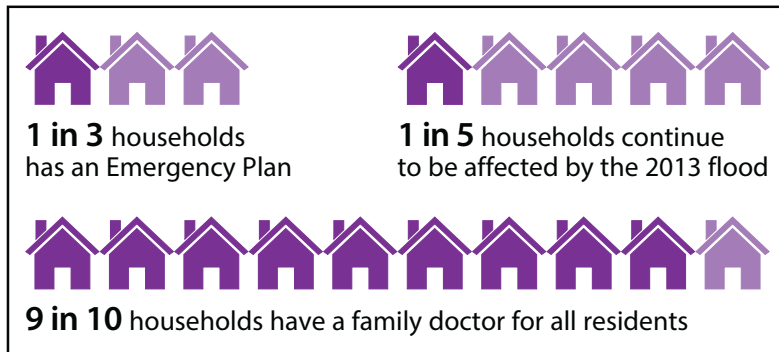 1 in 3 households
has an Emergency Plan
1 in 5 households continue
to be affected by the 2013 flood
9 in 10 households have a family doctor for all residents